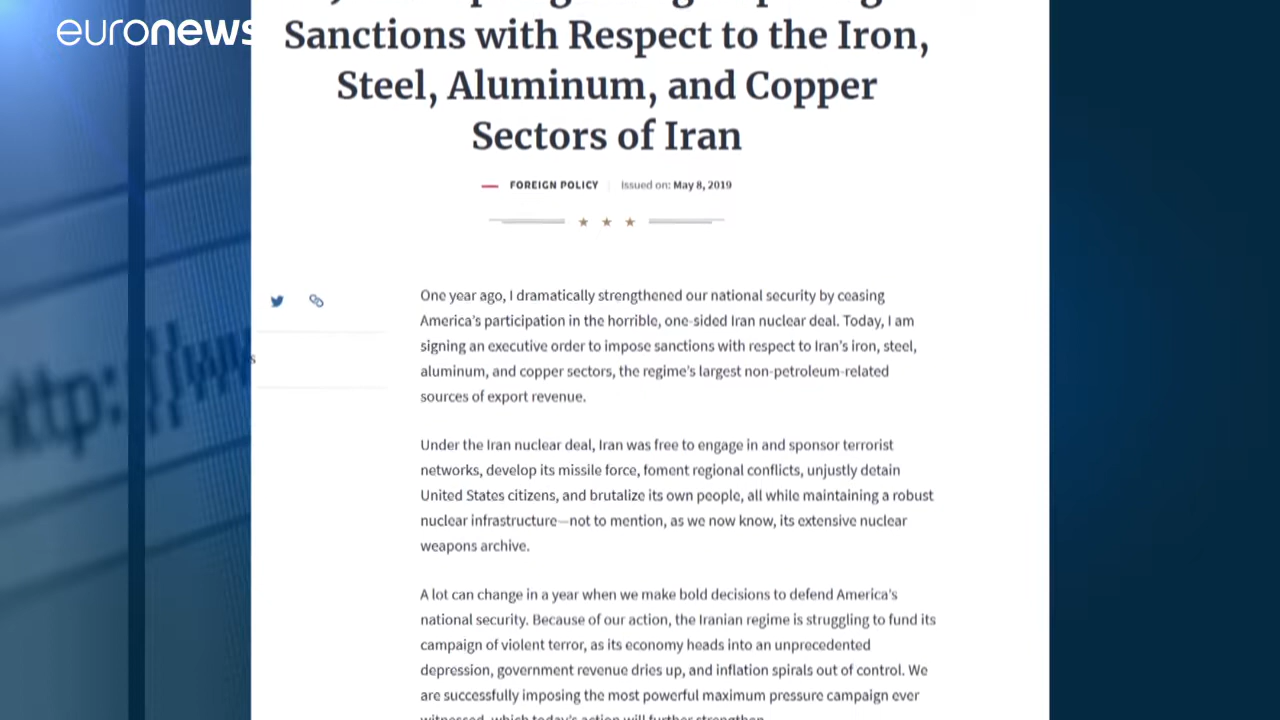 euronews
Sanctions with Respect to the Iron,
Steel, Aluminum, and Copper
Sectors of Iran
FOREIGN POLICY Issued on: May 8, 2019
One year ago, I dramatically strengthened our national security by ceasing
America's participation in the horrible, one-sided Iran nuclear deal. Today, I am
signing an executive order to impose sanctions with respect to Iran's iron, steel,
aluminum, and copper sectors, the regime's largest non-petroleum-related
sources of export revenue.
Under the Iran nuclear deal, Iran was free to engage in and sponsor terrorist
networks, develop its missile force, foment regional conflicts, unjustly detain
United States citizens, and brutalize its own people, all while maintaining a robust
nuclear infrastructure—not to mention, as we now know, its extensive nuclear
weapons archive.
A lot can change in a year when we make bold decisions to defend America's
national security. Because of our action, the Iranian regime is struggling to fund its
campaign of violent terror, as its economy heads into an unprecedented
depression, government revenue dries up, and inflation spirals out of control. We
are successfully imposing the most powerful maximum pressure campaign ever
witnessed, which today's action will further strengthen.